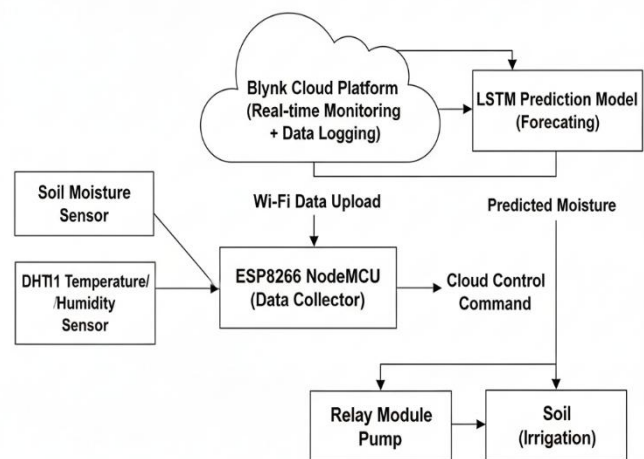 Blynk Cloud Platform
(Real-time Monitoring
+ Data Logging)
LSTM Prediction Model
(Forecating)
Soil Moisture
Sensor
Wi-Fi Data Upload
Predicted Moisture
DHTI1 Temperature/
/Humidity
Sensor
ESP8266 NodeMCU
(Data Collector)
Cloud Control
Command
Relay Module
Pump
Soil
(Irrigation)